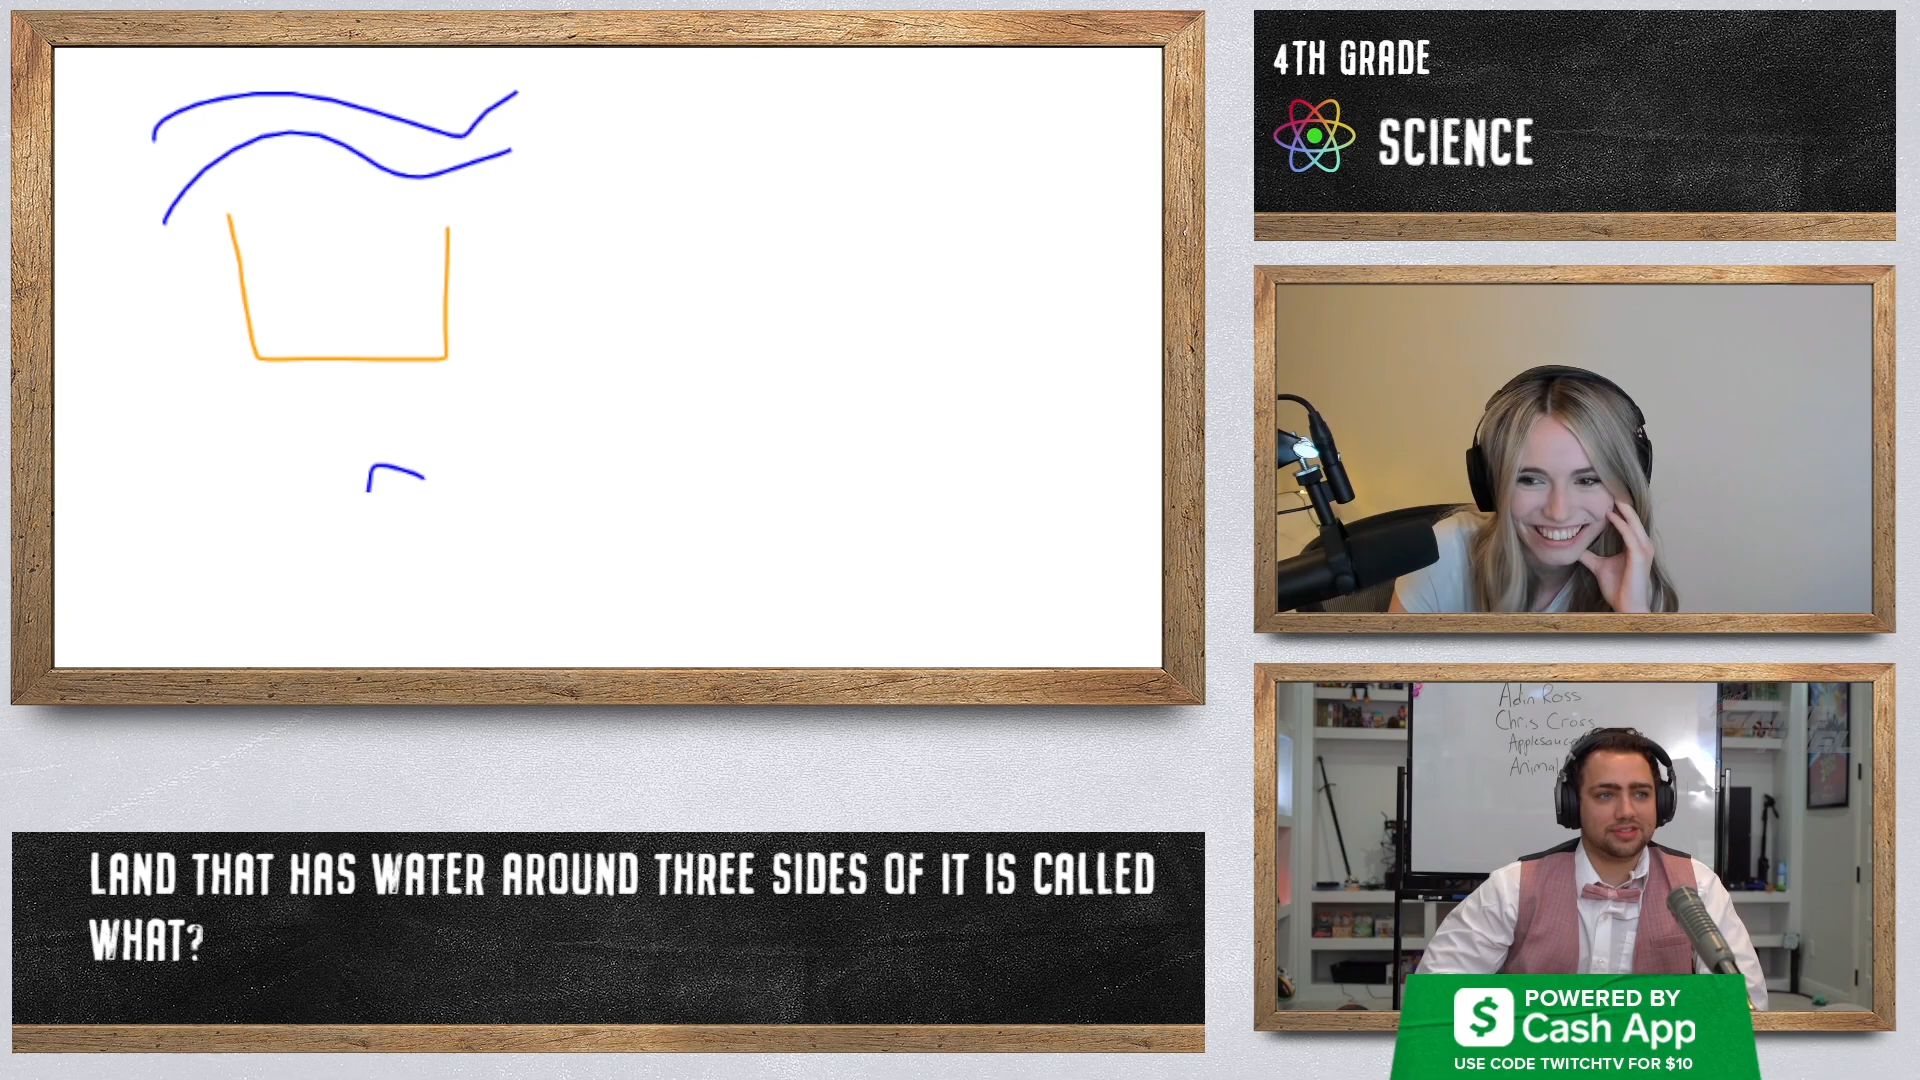 4TH GRADE
SCIENCE
Adin Ross
Chris Cross
LAND THAT HAS WATER AROUND THREE SIDES OF IT IS CALLED
WHAT?
POWERED BY
Cash App
USE CODE TWITCHTV FOR $10